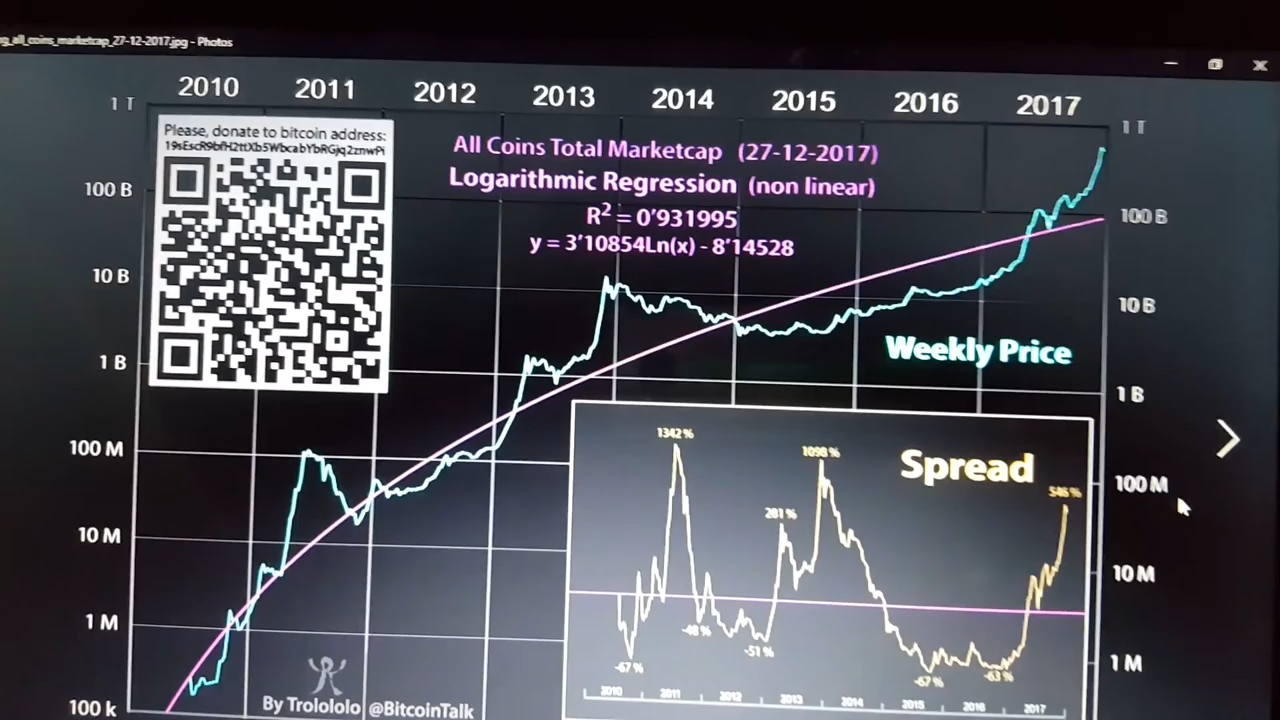 g_all_coins_marketcap_27-12-2017.jpg - Photos
2010 2011 2012 2013 2014 2015 2016 2017
1 T
1 T
Please, donate to bitcoin address:
All Coins Total Marketcap (27-12-2017)
Logarithmic Regression (non linear)
R² = 0'931995
y = 3'10854Ln(x) - 8'14528
100 B
100 B
10 B
10 B
Weekly Price
1 B
1 B
1342 %
1098 %
Spread
100 M
100 M
281 %
546 %
10 M
10 M
1 M
-48 %
-51 %
-67 %
-67 %
-63 %
1 M
2010 2011 2012 2013 2014 2015 2016 2017
100 k
By Trolololo @BitcoinTalk